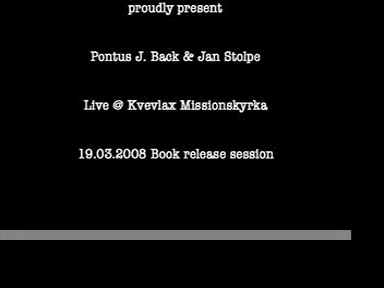 proudly present
Pontus J. Back & Jan Stolpe
Live @ Kvevlax Missionskyrka
19.03.2008 Book release session